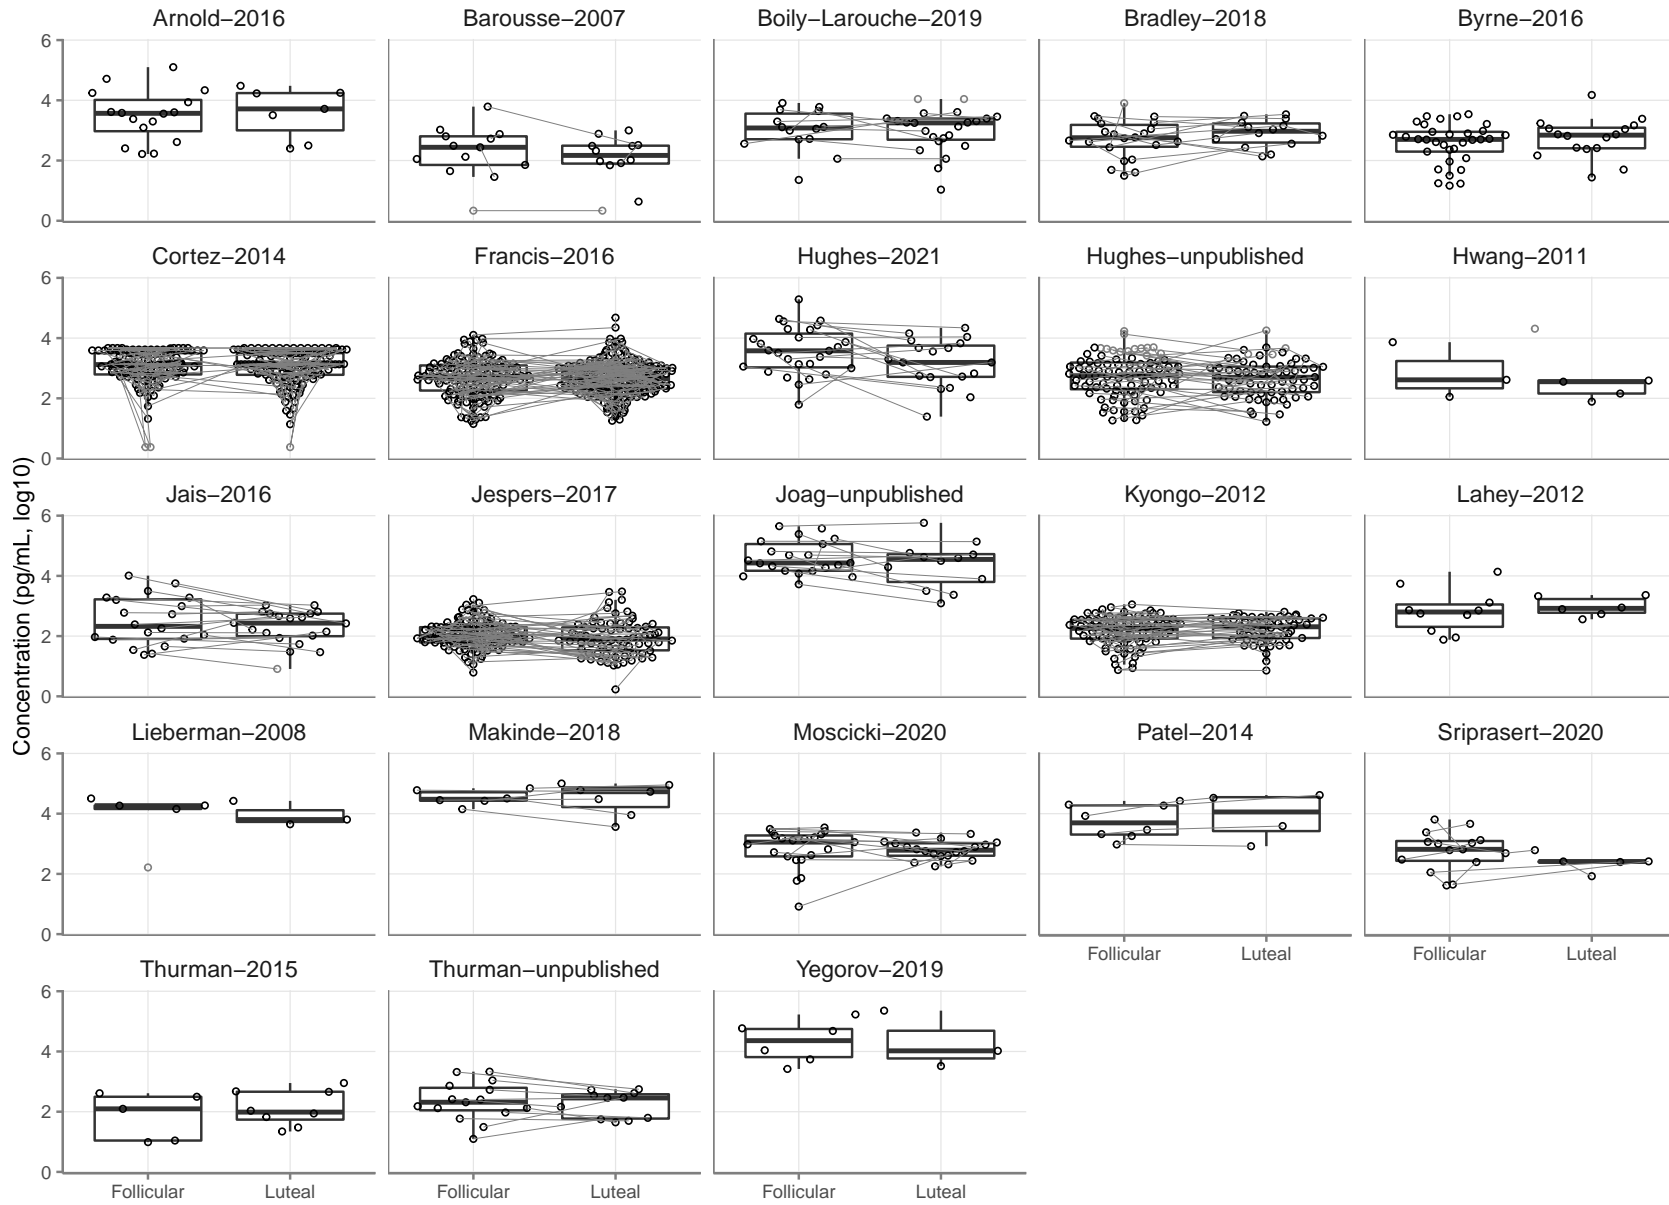 Arnold−2016
Barousse−2007
Boily−Larouche−2019
Bradley−2018
Byrne−2016
6
4
2
0
Cortez−2014
Francis−2016
Hughes−2021
Hughes−unpublished
Hwang−2011
6
4
2
0
Concentration (pg/mL, log10)
Jais−2016
Jespers−2017
Joag−unpublished
Kyongo−2012
Lahey−2012
6
4
2
0
Lieberman−2008
Makinde−2018
Moscicki−2020
Patel−2014
Sriprasert−2020
6
4
2
0
Follicular
Luteal
Follicular
Luteal
Thurman−2015
Thurman−unpublished
Yegorov−2019
6
4
2
0
Follicular
Luteal
Follicular
Luteal
Follicular
Luteal